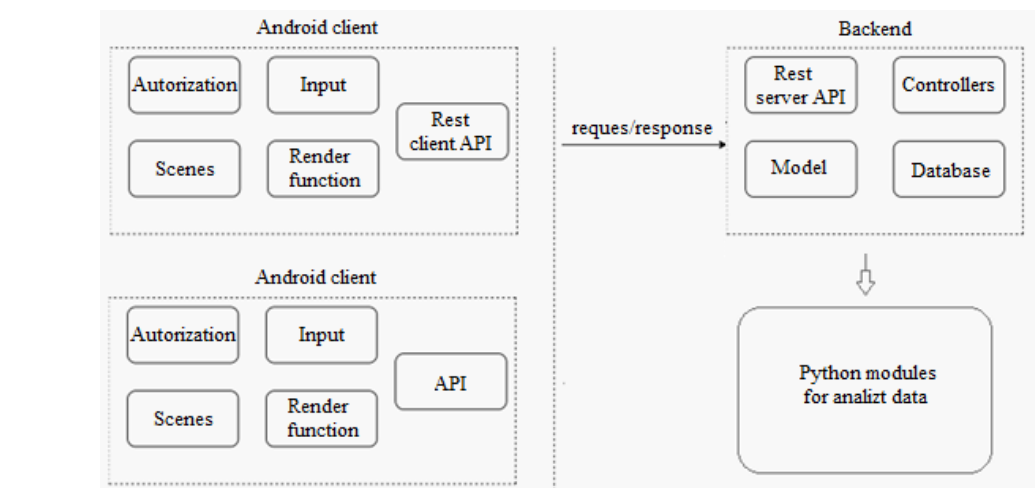 Android client
Autorization
Input
Rest
client API
Scenes
Render
function
reques/response
Backend
Rest
server API
Controllers
Model
Database
Android client
Autorization
Input
API
Scenes
Render
function
Python modules
for analizt data